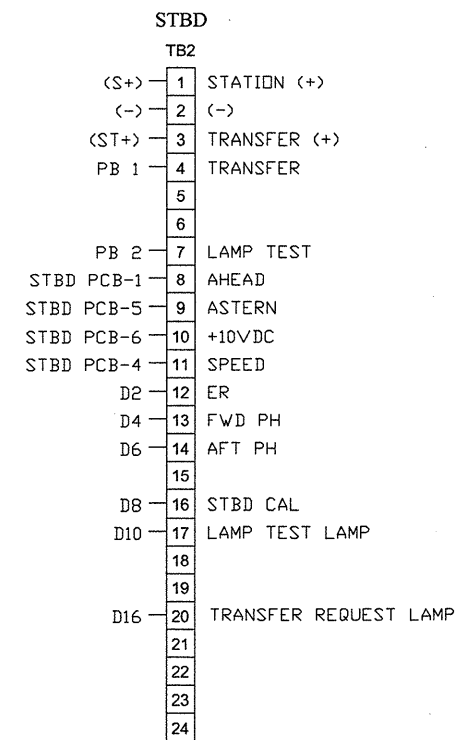 STBD
TB2
(S+) 1 STATION (+)
(-) 2 (-)
(ST+) 3 TRANSFER (+)
PB 1 4 TRANSFER
5
6
PB 2 7 LAMP TEST
STBD PCB-1 8 AHEAD
STBD PCB-5 9 ASTERN
STBD PCB-6 10 +10VDC
STBD PCB-4 11 SPEED
D2 12 ER
D4 13 FWD PH
D6 14 AFT PH
15
D8 16 STBD CAL
D10 17 LAMP TEST LAMP
18
19
D16 20 TRANSFER REQUEST LAMP
21
22
23
24